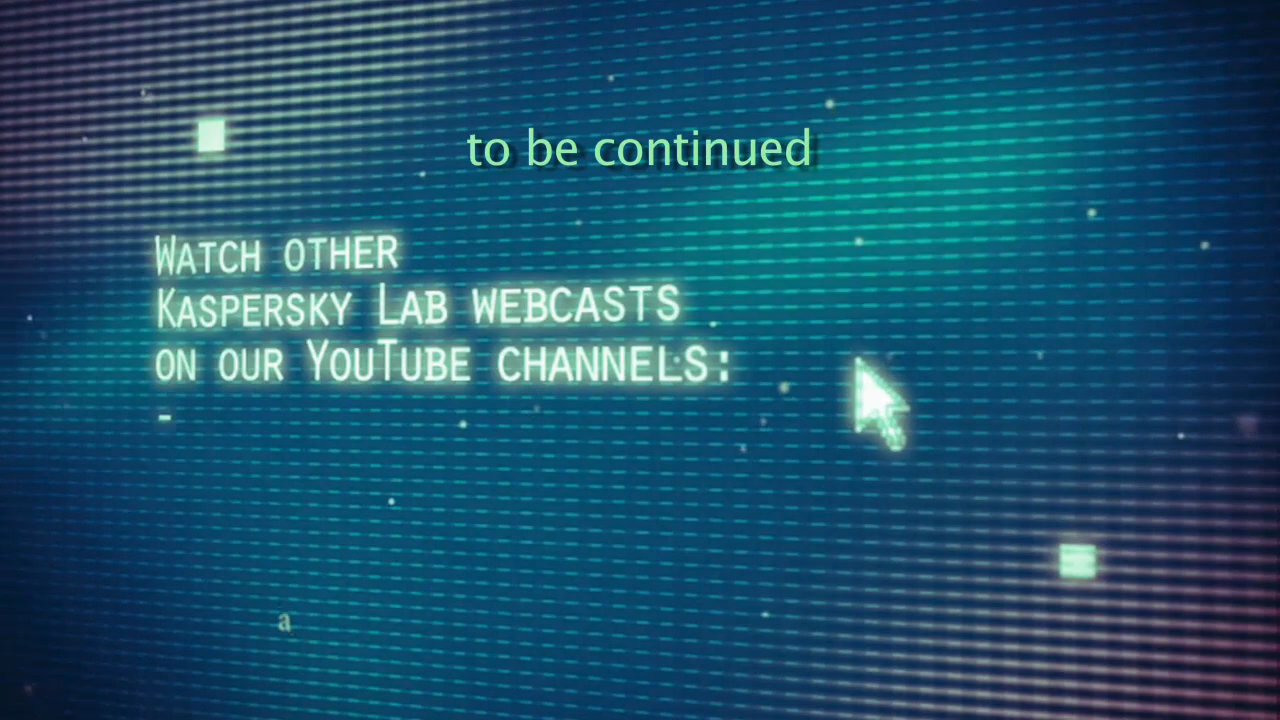 to be continued
Watch other
Kaspersky Lab webcasts
on our YouTube channels:
-
a